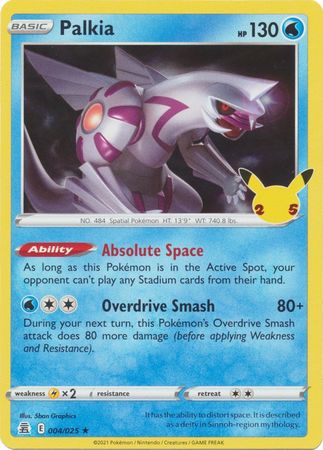 BASIC Palkia HP 130
NO. 484 Spatial Pokémon HT: 13'9" WT: 740.8 lbs.
25
Ability Absolute Space
As long as this Pokémon is in the Active Spot, your
opponent can't play any Stadium cards from their hand.
Overdrive Smash 80+
During your next turn, this Pokémon's Overdrive Smash
attack does 80 more damage (before applying Weakness
and Resistance).
weakness ×2 resistance retreat
Illus. 5ban Graphics
E 004/025 ★
It has the ability to distort space. It is described
as a deity in Sinnoh-region mythology.
©2021 Pokémon / Nintendo / Creatures / GAME FREAK